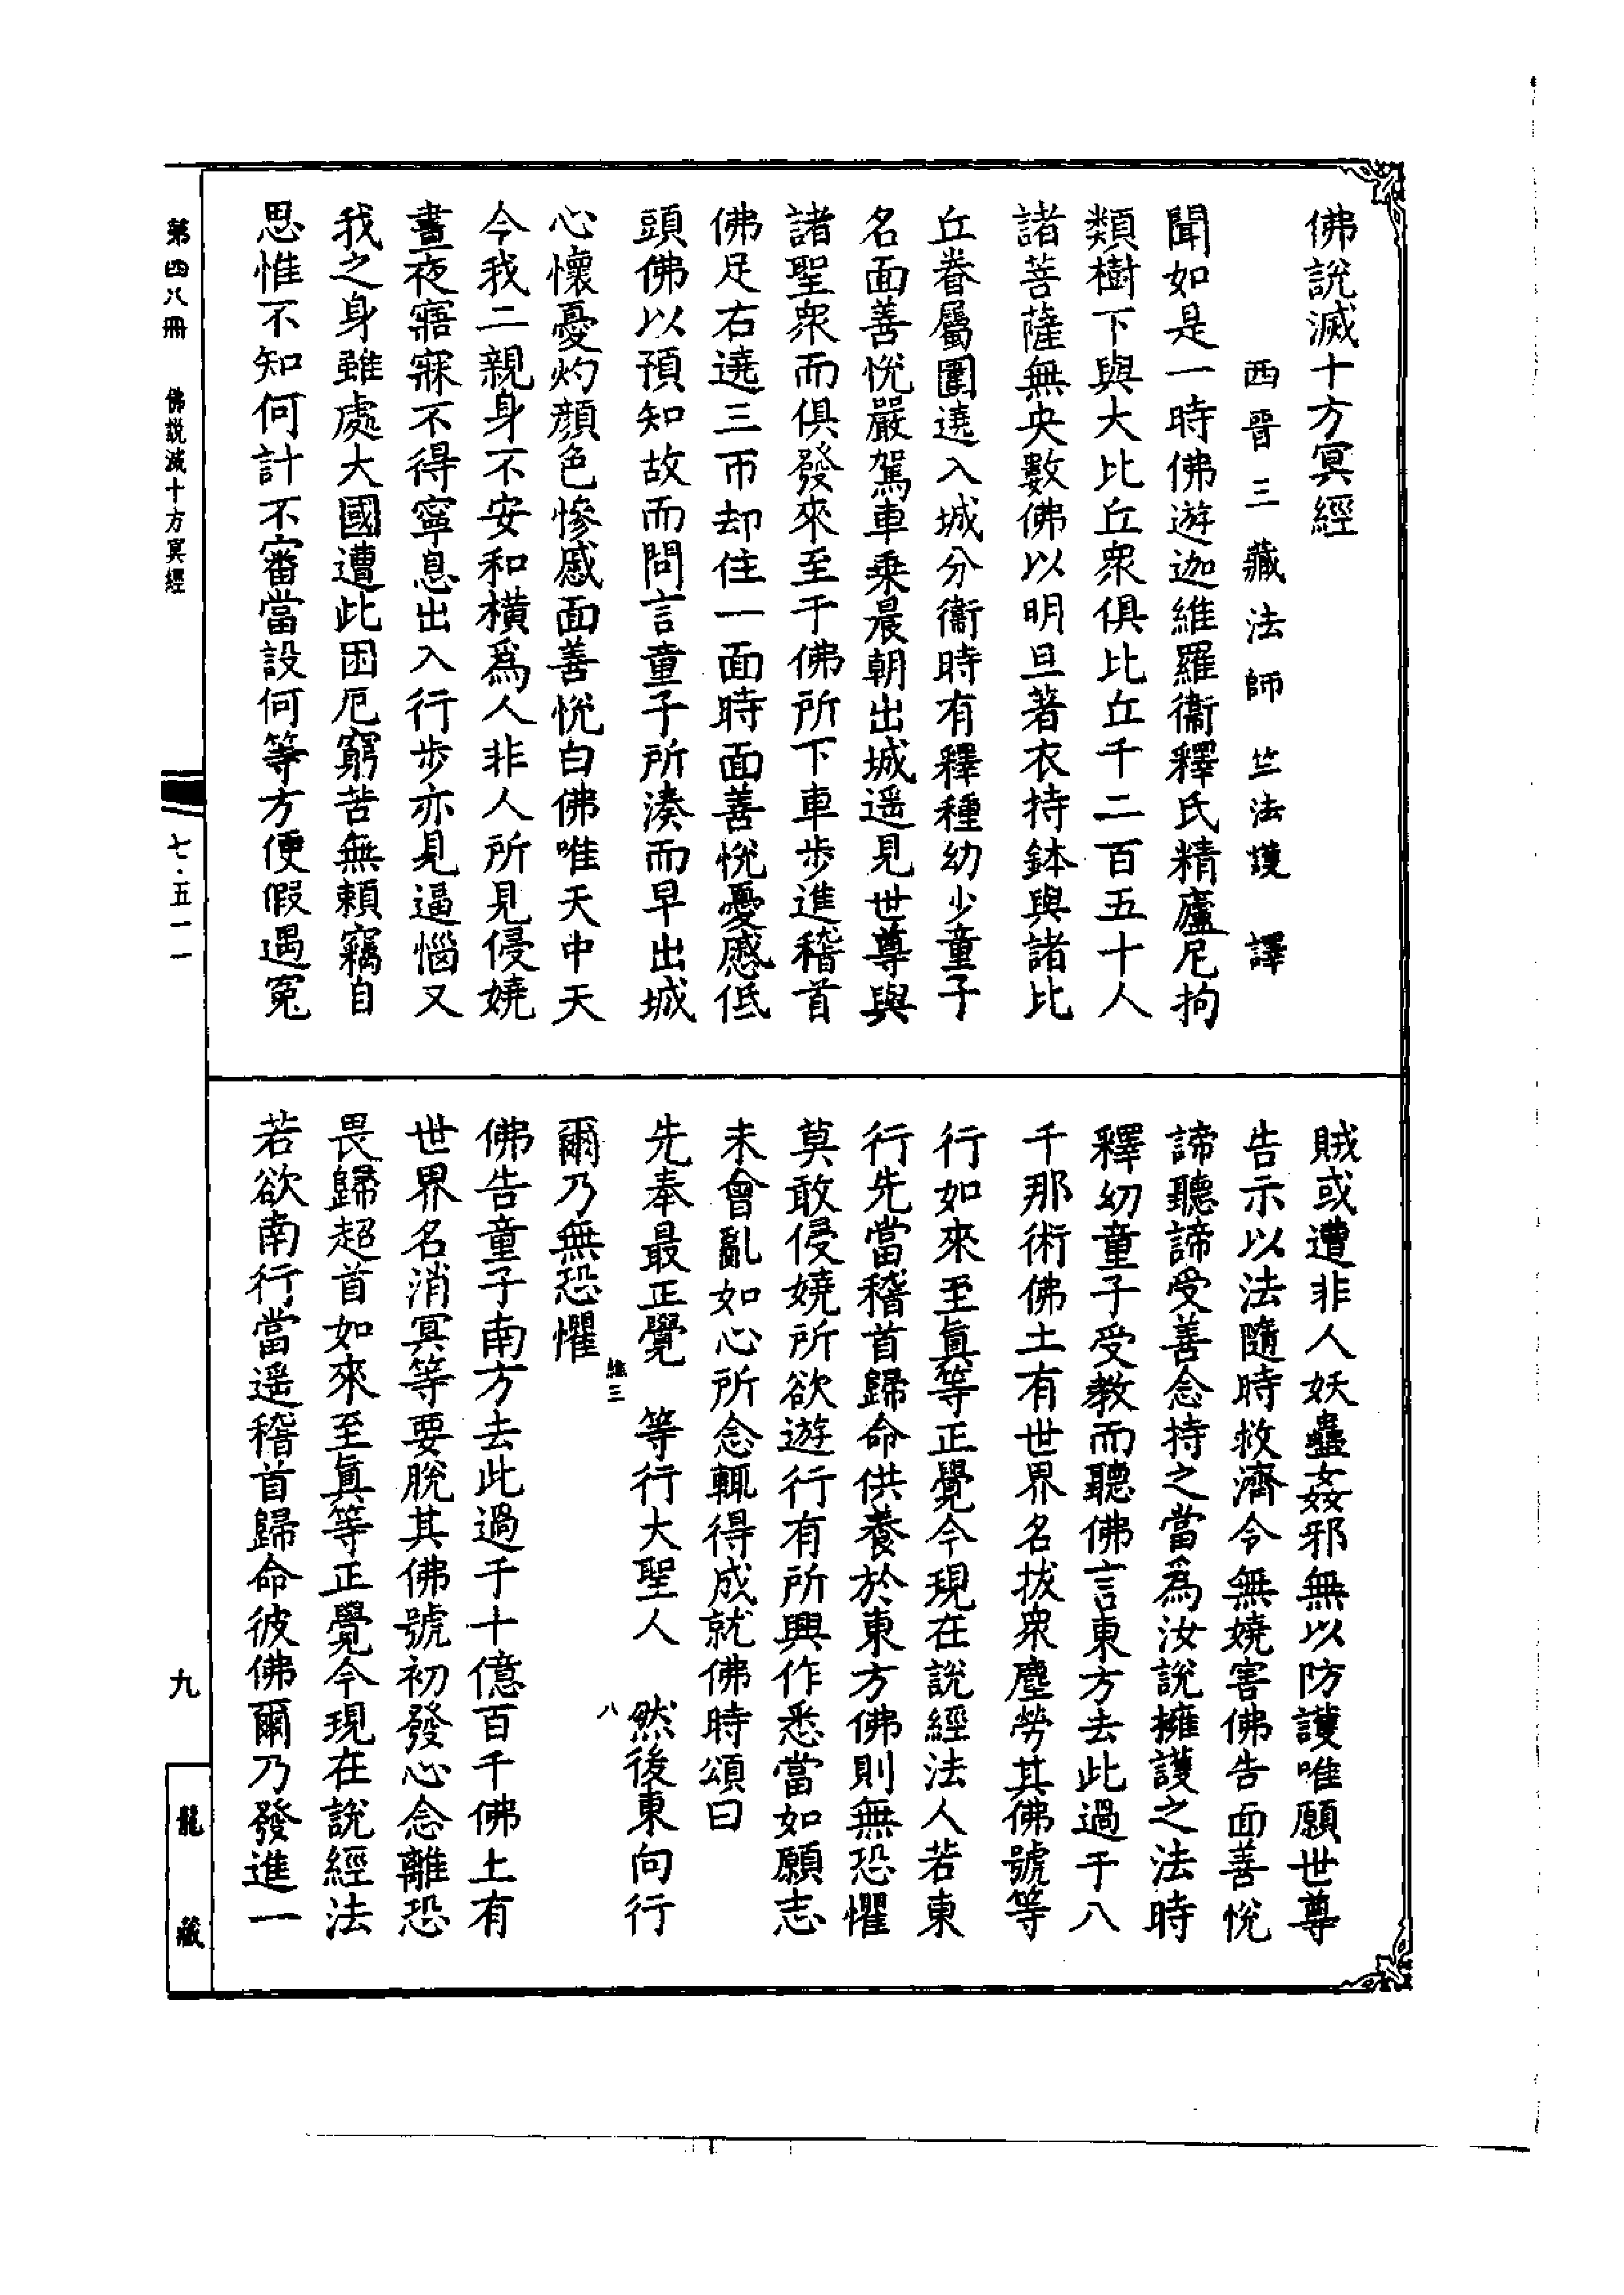 佛說滅十方冥經
西晉三藏法師竺法護 譯
聞如是一時佛遊迦維羅衞釋氏精廬尼拘
類樹下與大比丘衆俱比丘千二百五十人
諸菩薩無央數佛以明旦著衣持鉢與諸比
丘眷屬圍遶入城分衞時有釋種幼少童子
名面善悅嚴駕車乘晨朝出城遥見世尊與
諸聖衆而俱發來至于佛所下車步進稽首
佛足右遶三帀却住一面時面善悅憂慼低
頭佛以預知故而問言童子所湊而早出城
心懷憂灼顏色慘慼面善悅白佛唯天中天
今我二親身不安和橫爲人非人所見侵嬈
晝夜寤寐不得寧息出入行步亦見逼惱又
我之身雖處大國遭此困厄窮苦無賴竊自
思惟不知何計不審當設何等方便假遇冤
賊或遭非人妖蠱姦邪無以防護唯願世尊
告示以法隨時救濟令無嬈害佛告面善悅
諦聽諦受善念持之當爲汝說擁護之法時
釋幼童子受教而聽佛言東方去此過于八
千那術佛土有世界名拔衆塵勞其佛號等
行如來至眞等正覺今現在說經法人若東
行先當稽首歸命供養於東方佛則無恐懼
莫敢侵嬈所欲遊行有所興作悉當如願志
未曾亂如心所念輒得成就佛時頌曰
先奉最正覺 等行大聖人 然後東向行
爾乃無恐懼
三
八
佛告童子南方去此過千十億百千佛土有
世界名消冥等要脫其佛號初發心念離恐
畏歸超首如來至眞等正覺今現在說經法
若欲南行當遥稽首歸命彼佛爾乃發進一
第四八冊 佛說滅十方冥經
七·五一一
九
龍藏